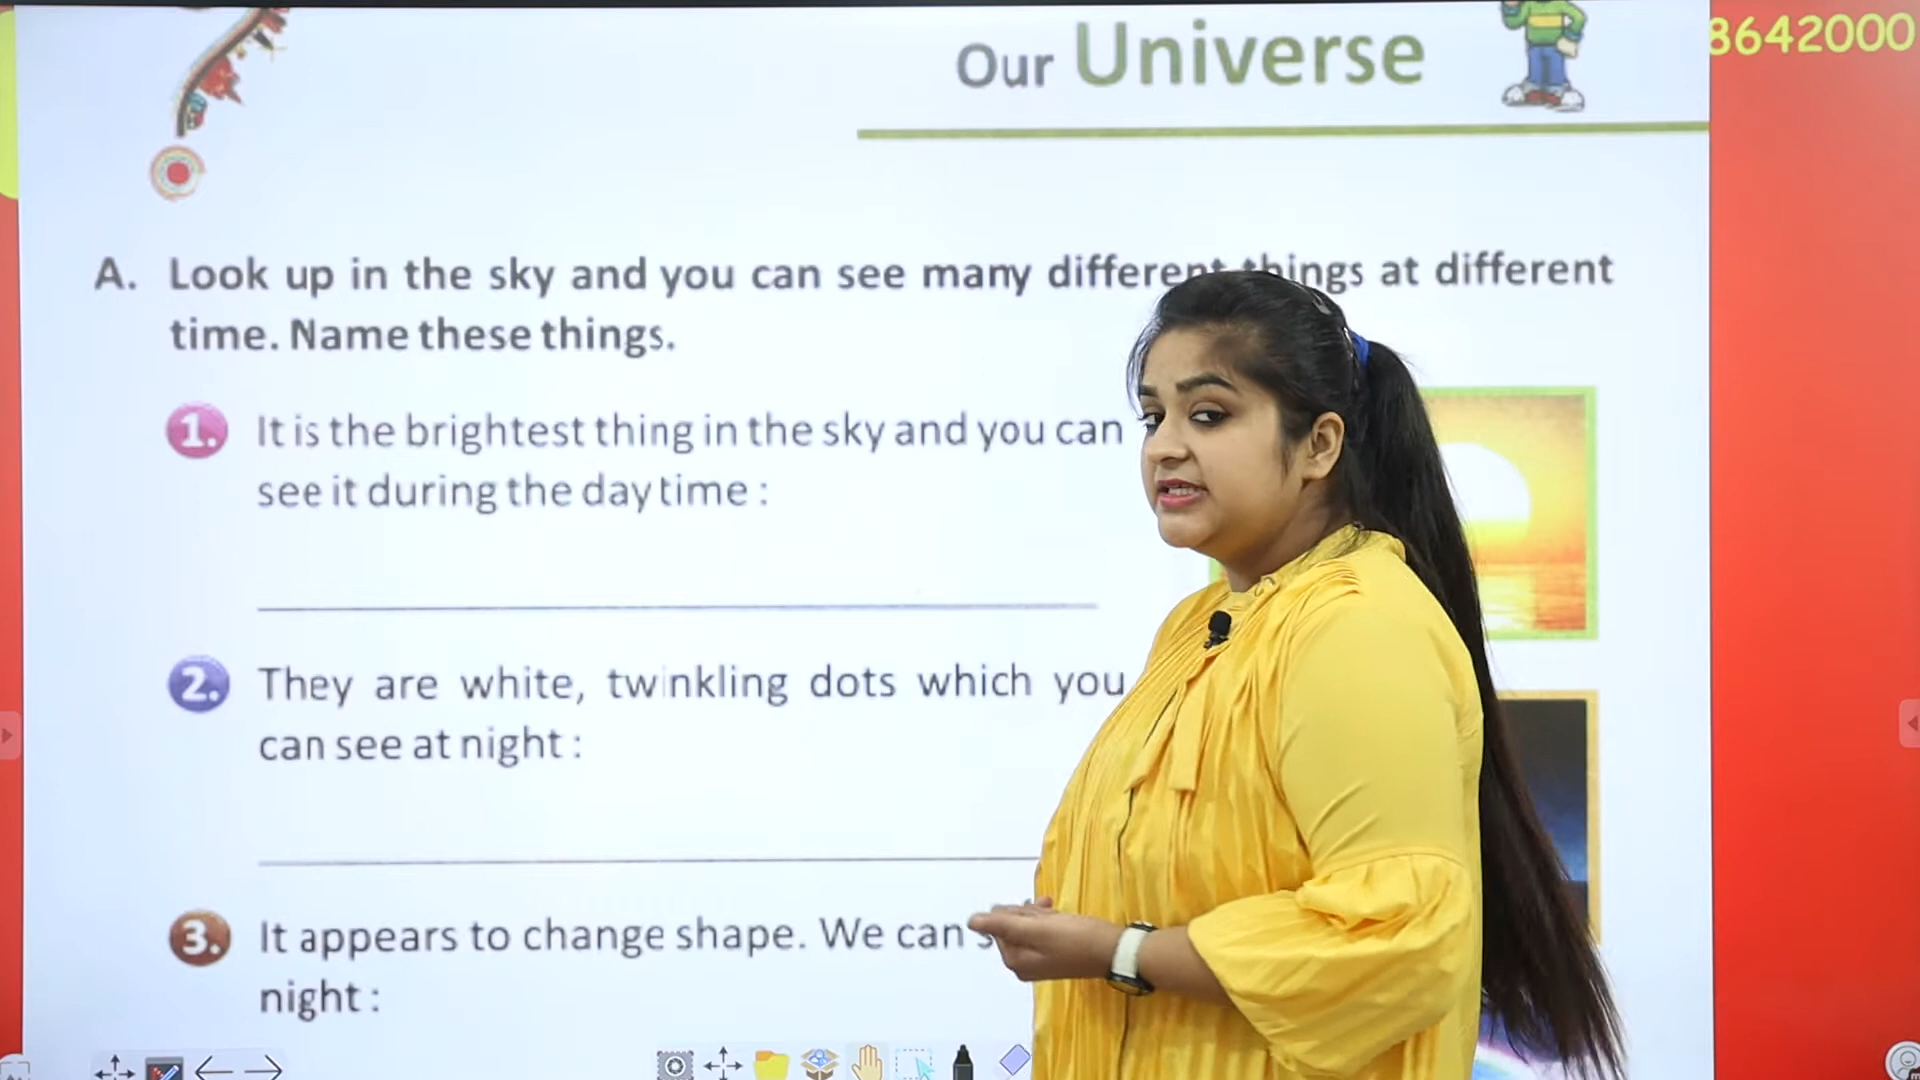 8642000
Our Universe
A. Look up in the sky and you can see many different things at different
time. Name these things.
1. It is the brightest thing in the sky and you can
see it during the day time :
2. They are white, twinkling dots which you
can see at night :
3. It appears to change shape. We can
night :